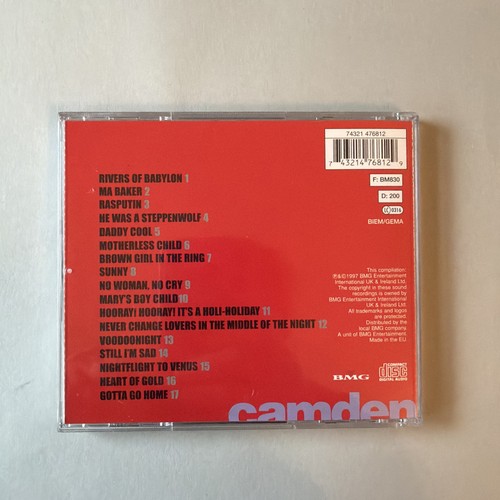 74321 476812
7 43214 76812 9
F: BM830
D: 200
LC 0316
BIEM/GEMA
RIVERS OF BABYLON 1
MA BAKER 2
RASPUTIN 3
HE WAS A STEPPENWOLF 4
DADDY COOL 5
MOTHERLESS CHILD 6
BROWN GIRL IN THE RING 7
SUNNY 8
NO WOMAN, NO CRY 9
MARY'S BOY CHILD 10
HOORAY! HOORAY! IT'S A HOLI-HOLIDAY 11
NEVER CHANGE LOVERS IN THE MIDDLE OF THE NIGHT 12
VOODOONIGHT 13
STILL I'M SAD 14
NIGHTFLIGHT TO VENUS 15
HEART OF GOLD 16
GOTTA GO HOME 17
This compilation:
℗&©1997 BMG Entertainment
International UK & Ireland Ltd.
The copyright in these sound
recordings is owned by
BMG Entertainment International
UK & Ireland Ltd.
All trademarks and logos
are protected.
Distributed by the
local BMG company.
A unit of BMG Entertainment.
Made in the EU.
BMG
COMPACT
disc
DIGITAL AUDIO
camden